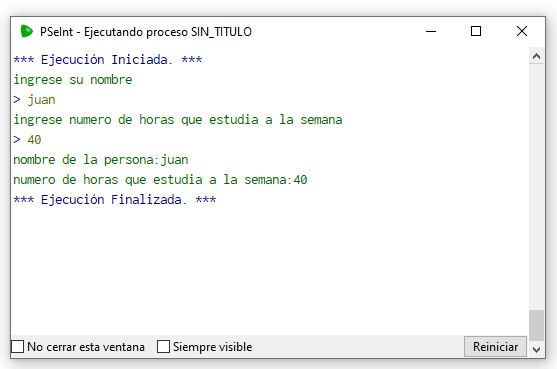 PSeInt - Ejecutando proceso SIN_TITULO
*** Ejecución Iniciada. ***
ingrese su nombre
> juan
ingrese numero de horas que estudia a la semana
> 40
nombre de la persona:juan
numero de horas que estudia a la semana:40
*** Ejecución Finalizada. ***
No cerrar esta ventana Siempre visible Reiniciar